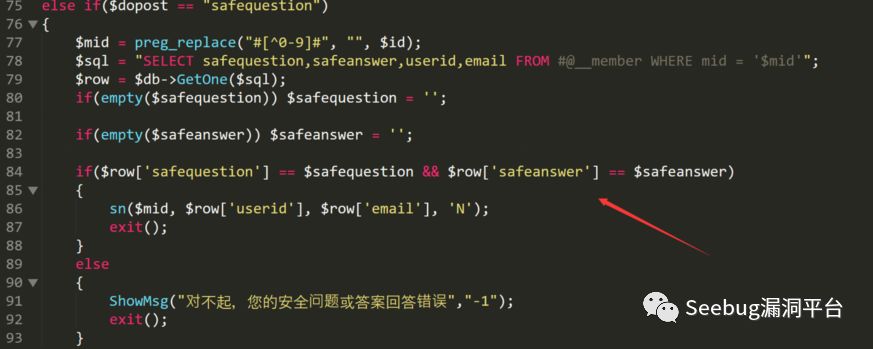 75 else if($dopost == "safequestion")
76 {
77     $mid = preg_replace("#[^0-9]#", "", $id);
78     $sql = "SELECT safequestion,safeanswer,userid,email FROM #@__member WHERE mid = '$mid'";
79     $row = $db->GetOne($sql);
80     if(empty($safequestion)) $safequestion = '';
81
82     if(empty($safeanswer)) $safeanswer = '';
83
84     if($row['safequestion'] == $safequestion && $row['safeanswer'] == $safeanswer)
85     {
86         sn($mid, $row['userid'], $row['email'], 'N');
87         exit();
88     }
89     else
90     {
91         ShowMsg("对不起，您的安全问题或答案回答错误","-1");
92         exit();
93     }
Seebug漏洞平台